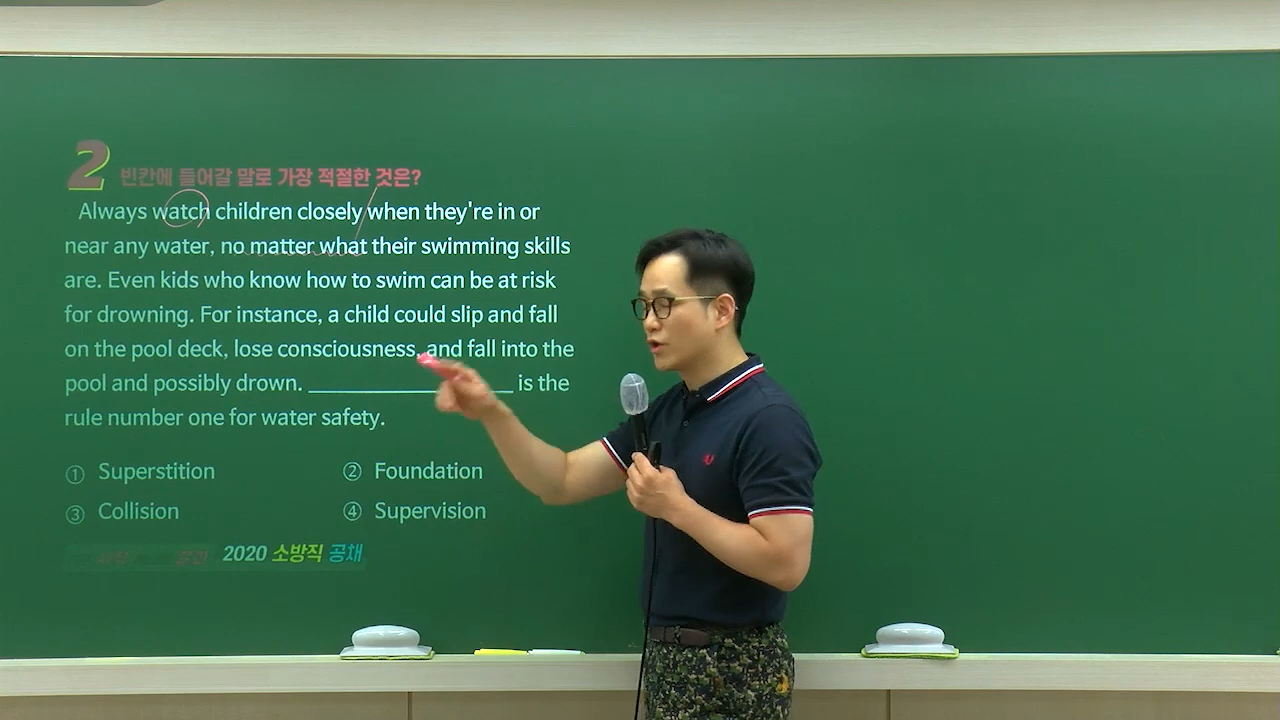 2 빈칸에 들어갈 말로 가장 적절한 것은?
Always watch children closely when they're in or
near any water, no matter what their swimming skills
are. Even kids who know how to swim can be at risk
for drowning. For instance, a child could slip and fall
on the pool deck, lose consciousness, and fall into the
pool and possibly drown. ____________ is the
rule number one for water safety.
① Superstition ② Foundation
③ Collision ④ Supervision
2020 소방직 공채